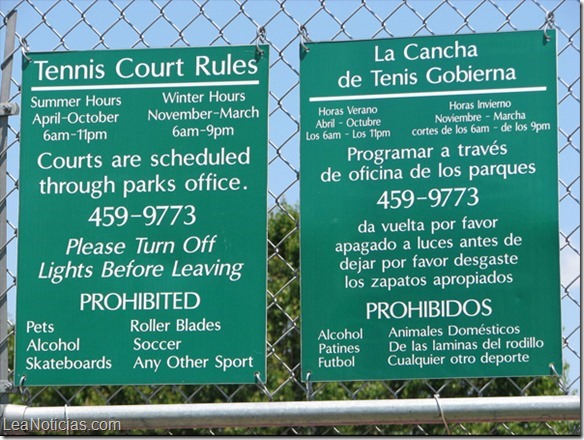 Tennis Court Rules
Summer Hours
April-October
6am-11pm
Winter Hours
November-March
6am-9pm
Courts are scheduled
through parks office.
459-9773
Please Turn Off
Lights Before Leaving
PROHIBITED
Pets
Alcohol
Skateboards
Roller Blades
Soccer
Any Other Sport
La Cancha
de Tenis Gobierna
Horas Verano
Abril - Octubre
Los 6am - Los 11pm
Horas Invierno
Noviembre - Marcha
cortes de los 6am - de los 9pm
Programar a través
de oficina de los parques
459-9773
da vuelta por favor
apagado a luces antes de
dejar por favor desgaste
los zapatos apropiados
PROHIBIDOS
Alcohol
Patines
Futbol
Animales Domésticos
De las laminas del rodillo
Cualquier otro deporte
LeaNoticias.com